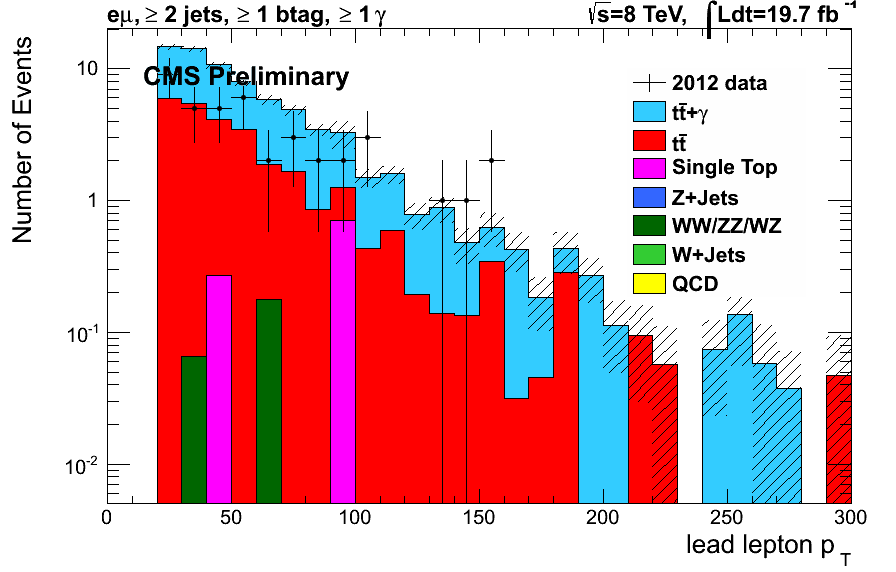 eμ, ≥ 2 jets, ≥ 1 btag, ≥ 1 γ
√s=8 TeV, ∫Ldt=19.7 fb⁻¹
CMS Preliminary
Number of Events
10
1
10⁻¹
10⁻²
2012 data
tt̄+γ
tt̄
Single Top
Z+Jets
WW/ZZ/WZ
W+Jets
QCD
0 50 100 150 200 250 300
lead lepton p_T